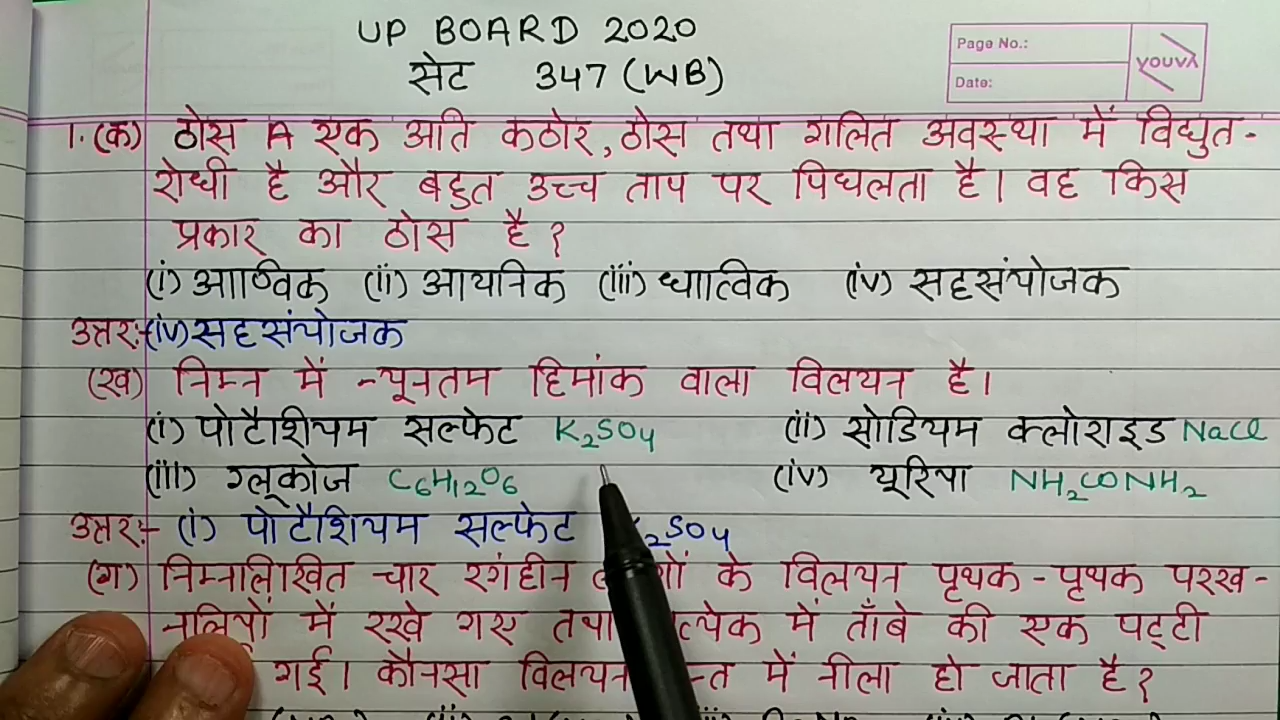 UP BOARD 2020
सेट 347 (WB)
Page No.:
Date:
youva
1. (क) ठोस A एक अति कठोर, ठोस तथा गलित अवस्था में विद्युत-
रोधी है और बहुत उच्च ताप पर पिघलता है। वह किस
प्रकार का ठोस है?
(i) आण्विक (ii) आयनिक (iii) धात्विक (iv) सहसंयोजक
उत्तर:- (iv) सहसंयोजक
(ख) निम्न में न्यूनतम हिमांक वाला विलयन है।
(i) पोटैशियम सल्फेट K₂SO₄ (ii) सोडियम क्लोराइड NaCl
(iii) ग्लूकोज C₆H₁₂O₆ (iv) यूरिया NH₂CONH₂
उत्तर:- (i) पोटैशियम सल्फेट ₂SO₄
(ग) निम्नलिखित चार रगंहीन के विलयन पृथक-पृथक परख-
नलियों में रखे गए तथा में ताँबे की एक पट्टी
गई। कौनसा विलयन में नीला हो जाता है?